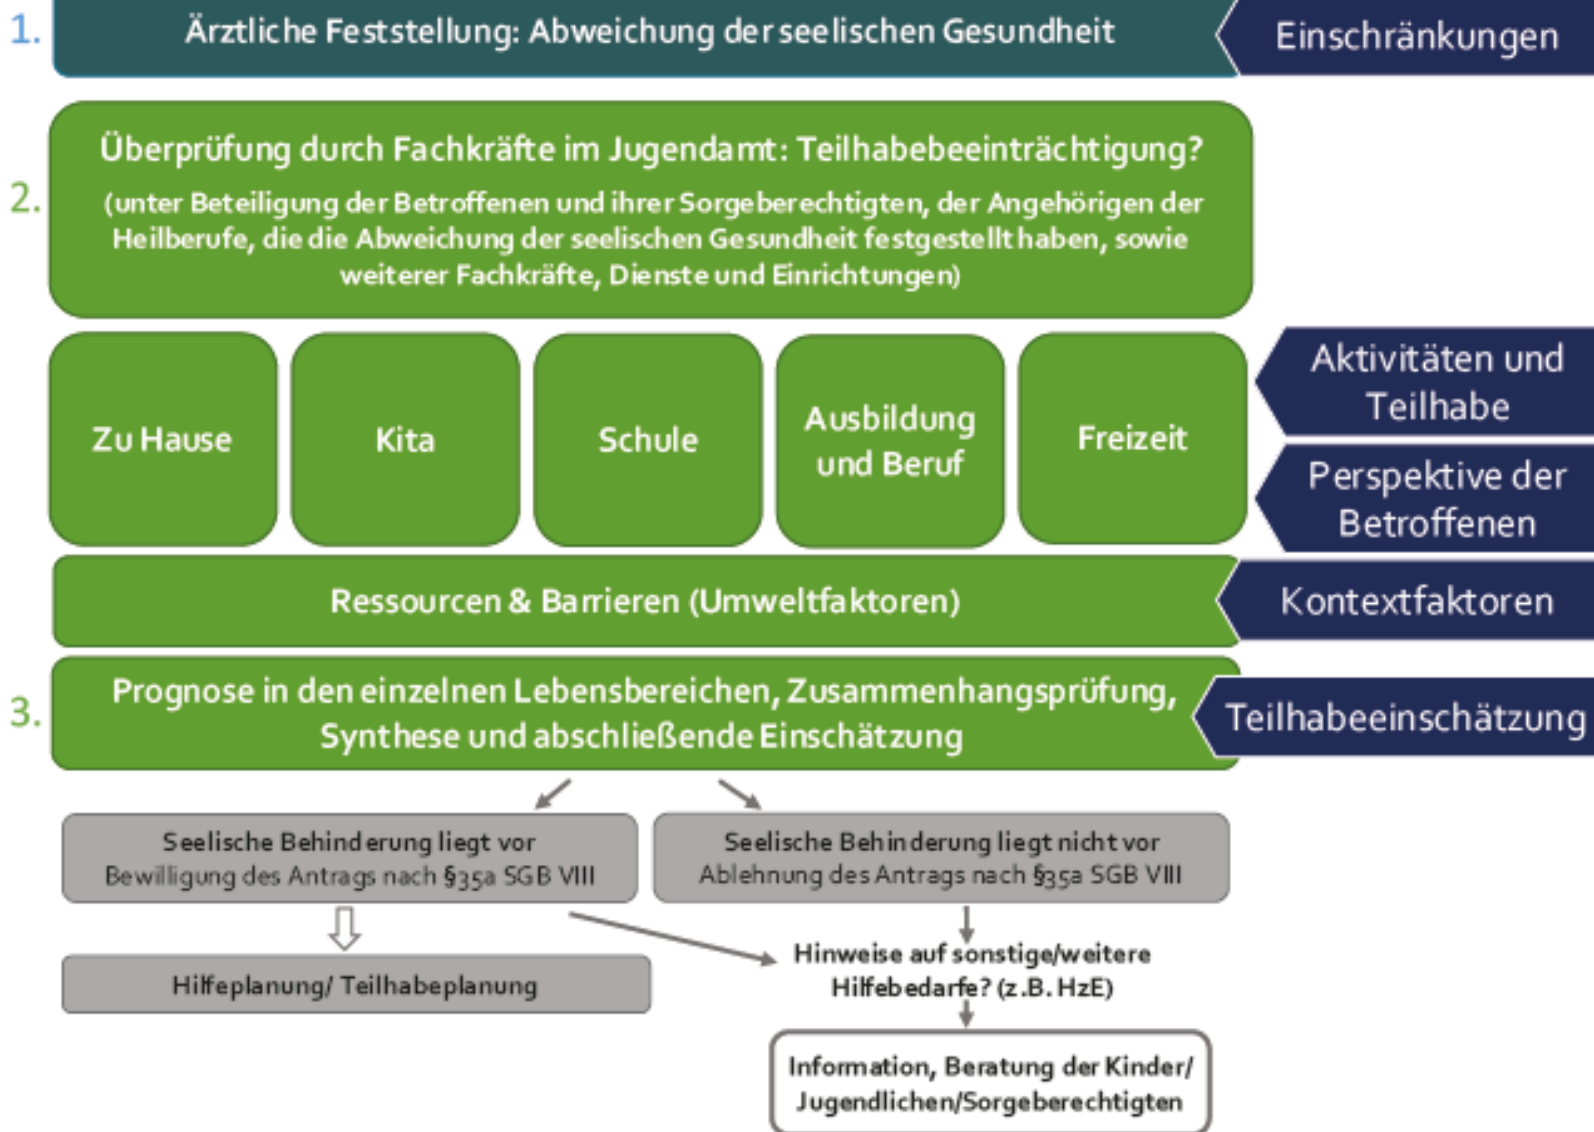 1.
Ärztliche Feststellung: Abweichung der seelischen Gesundheit
Einschränkungen
2.
Überprüfung durch Fachkräfte im Jugendamt: Teilhabebeeinträchtigung?
(unter Beteiligung der Betroffenen und ihrer Sorgeberechtigten, der Angehörigen der
Heilberufe, die die Abweichung der seelischen Gesundheit festgestellt haben, sowie
weiterer Fachkräfte, Dienste und Einrichtungen)
Zu Hause
Kita
Schule
Ausbildung
und Beruf
Freizeit
Aktivitäten und
Teilhabe
Perspektive der
Betroffenen
Ressourcen & Barrieren (Umweltfaktoren)
Kontextfaktoren
3.
Prognose in den einzelnen Lebensbereichen, Zusammenhangsprüfung,
Synthese und abschließende Einschätzung
Teilhabeeinschätzung
Seelische Behinderung liegt vor
Bewilligung des Antrags nach §35a SGB VIII
Seelische Behinderung liegt nicht vor
Ablehnung des Antrags nach §35a SGB VIII
Hilfeplanung/ Teilhabeplanung
Hinweise auf sonstige/weitere
Hilfebedarfe? (z.B. HzE)
Information, Beratung der Kinder/
Jugendlichen/Sorgeberechtigten